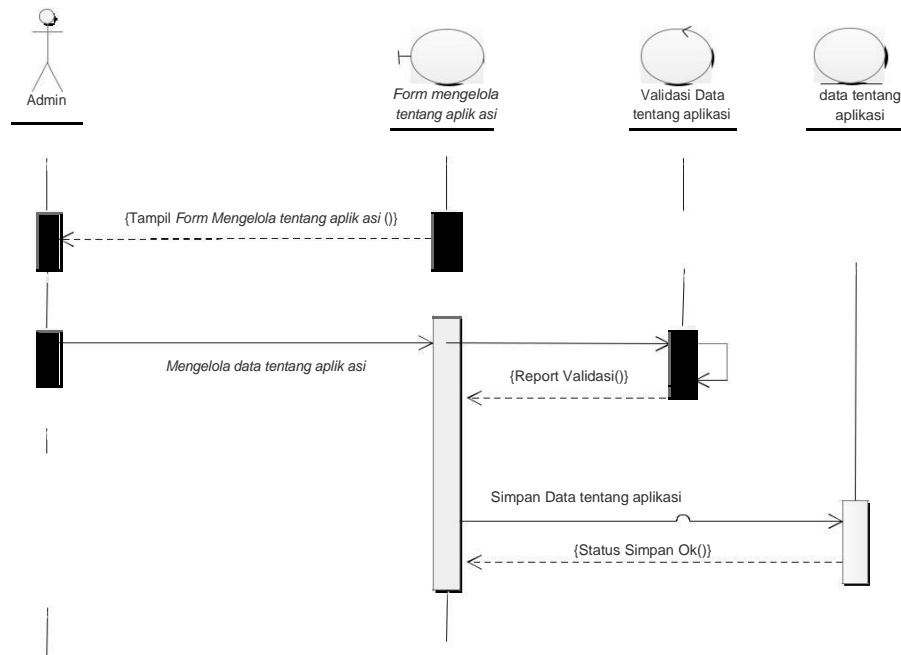 Admin
Form mengelola
tentang aplik asi
Validasi Data
tentang aplikasi
data tentang
aplikasi
{Tampil Form Mengelola tentang aplik asi ()}
Mengelola data tentang aplik asi
{Report Validasi()}
Simpan Data tentang aplikasi
{Status Simpan Ok()}